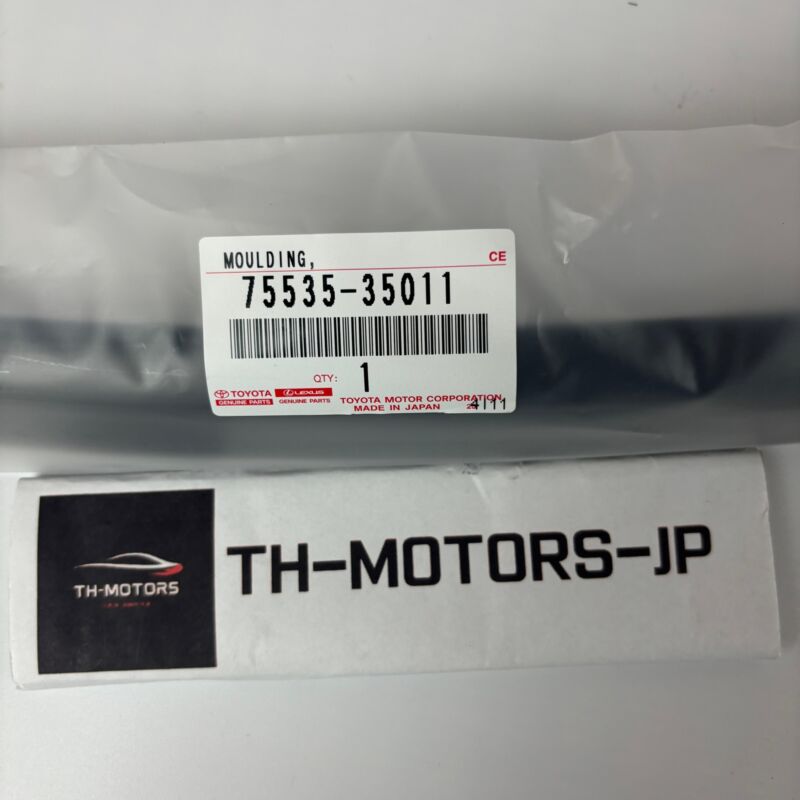 MOULDING,
CE
75535-35011
QTY: 1
TOYOTA
GENUINE PARTS
LEXUS
GENUINE PARTS
TOYOTA MOTOR CORPORATION
MADE IN JAPAN
4111
TH-MOTORS
TH-MOTORS-JP